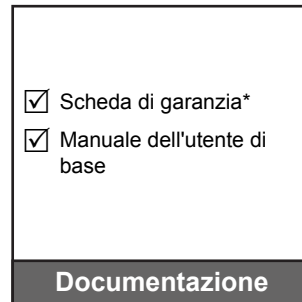 ☑ Scheda di garanzia*
☑ Manuale dell'utente di
base
Documentazione